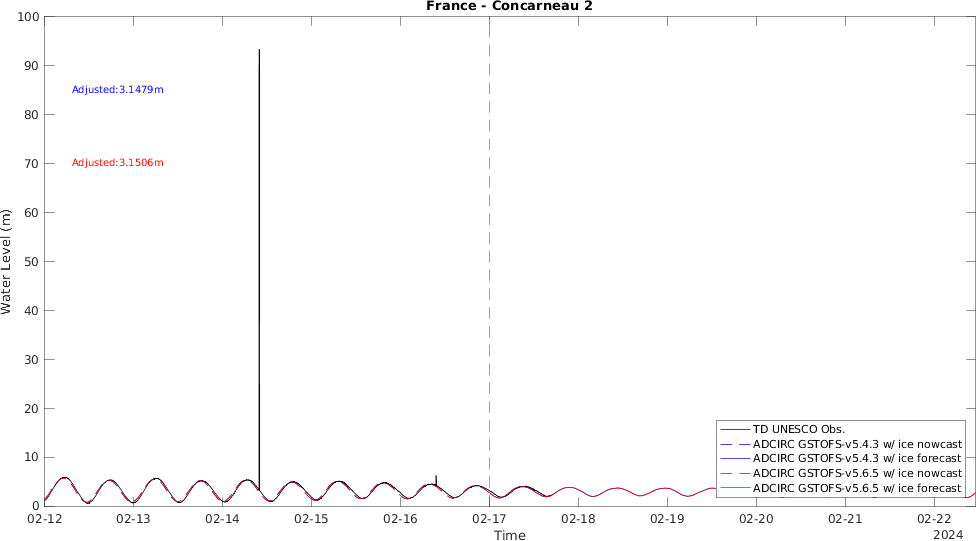 France - Concarneau 2
100
90
80
70
60
50
40
30
20
10
0
Water Level (m)
Adjusted:3.1479m
Adjusted:3.1506m
TD UNESCO Obs.
ADCIRC GSTOFS-v5.4.3 w/ ice nowcast
ADCIRC GSTOFS-v5.4.3 w/ ice forecast
ADCIRC GSTOFS-v5.6.5 w/ ice nowcast
ADCIRC GSTOFS-v5.6.5 w/ ice forecast
02-12 02-13 02-14 02-15 02-16 02-17 02-18 02-19 02-20 02-21 02-22
Time
2024